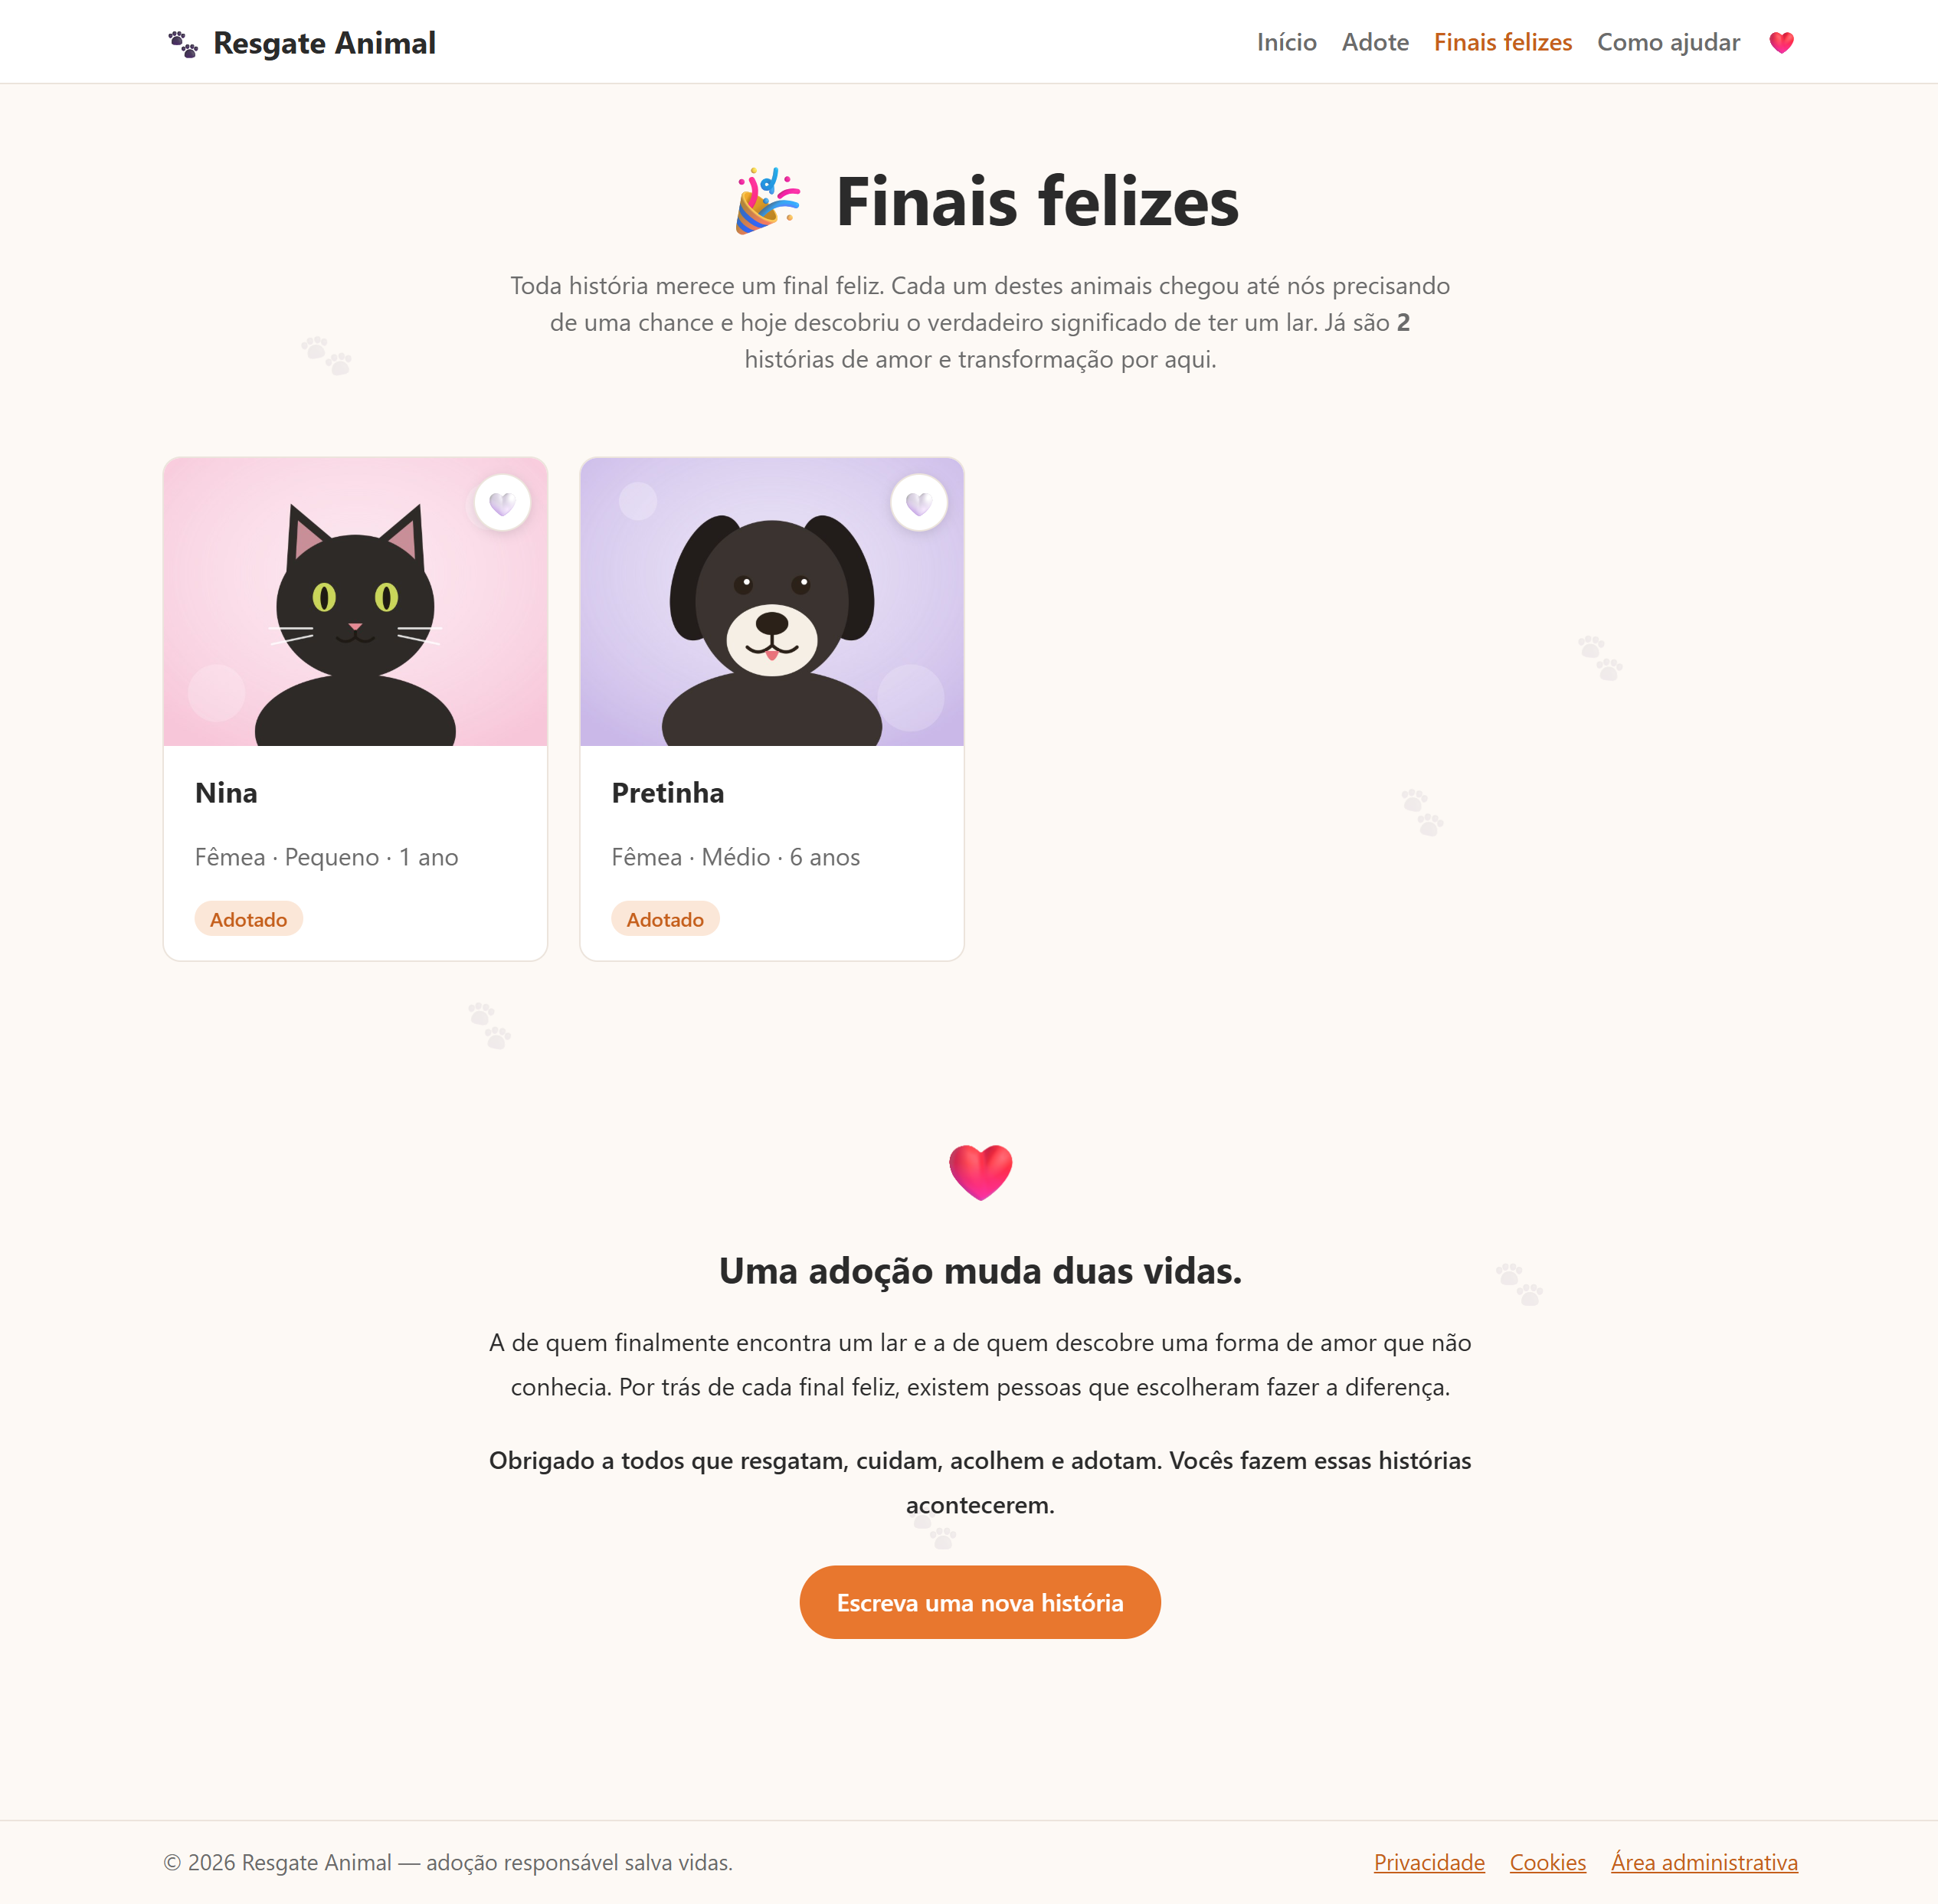 Resgate Animal
Início Adote Finais felizes Como ajudar
Finais felizes
Toda história merece um final feliz. Cada um destes animais chegou até nós precisando
de uma chance e hoje descobriu o verdadeiro significado de ter um lar. Já são 2
histórias de amor e transformação por aqui.
Nina
Fêmea · Pequeno · 1 ano
Adotado
Pretinha
Fêmea · Médio · 6 anos
Adotado
Uma adoção muda duas vidas.
A de quem finalmente encontra um lar e a de quem descobre uma forma de amor que não
conhecia. Por trás de cada final feliz, existem pessoas que escolheram fazer a diferença.
Obrigado a todos que resgatam, cuidam, acolhem e adotam. Vocês fazem essas histórias
acontecerem.
Escreva uma nova história
© 2026 Resgate Animal — adoção responsável salva vidas.
Privacidade Cookies Área administrativa